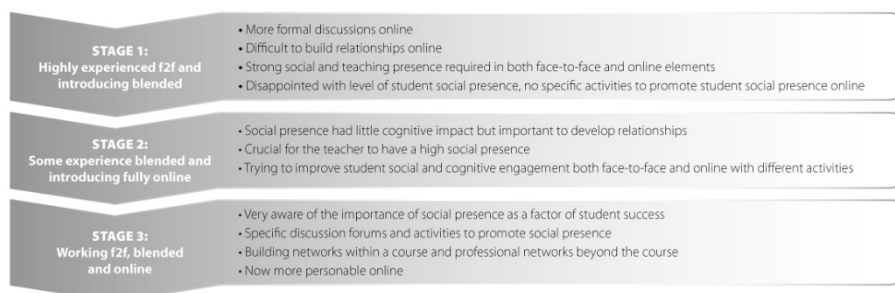 STAGE 1:
Highly experienced f2f and
introducing blended
• More formal discussions online
• Difficult to build relationships online
• Strong social and teaching presence required in both face-to-face and online elements
• Disappointed with level of student social presence, no specific activities to promote student social presence online
STAGE 2:
Some experience blended and
introducing fully online
• Social presence had little cognitive impact but important to develop relationships
• Crucial for the teacher to have a high social presence
• Trying to improve student social and cognitive engagement both face-to-face and online with different activities
STAGE 3:
Working f2f, blended
and online
• Very aware of the importance of social presence as a factor of student success
• Specific discussion forums and activities to promote social presence
• Building networks within a course and professional networks beyond the course
• Now more personable online